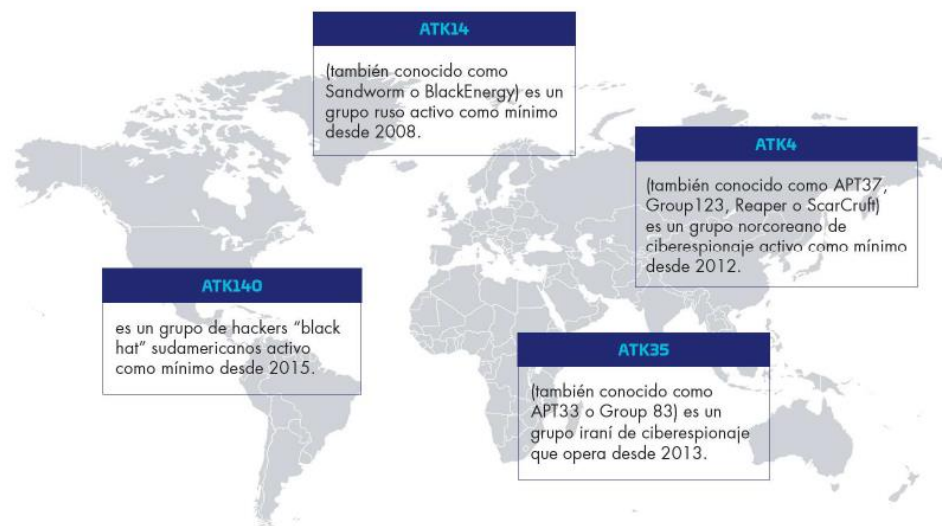 ATK14
(también conocido como
Sandworm o BlackEnergy) es un
grupo ruso activo como mínimo
desde 2008.
ATK4
(también conocido como APT37,
Group123, Reaper o ScarCruft)
es un grupo norcoreano de
ciberespionaje activo como mínimo
desde 2012.
ATK140
es un grupo de hackers “black
hat” sudamericanos activo
como mínimo desde 2015.
ATK35
(también conocido como
APT33 o Group 83) es un
grupo iraní de ciberespionaje
que opera desde 2013.